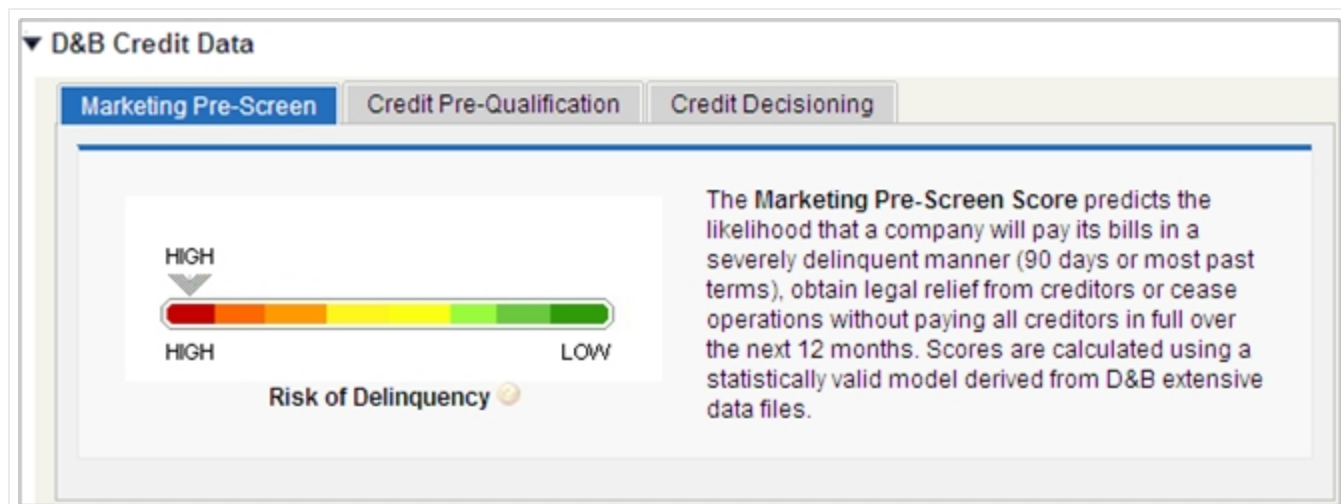 D&B Credit Data
Marketing Pre-Screen
Credit Pre-Qualification
Credit Decisioning
HIGH
HIGH
LOW
Risk of Delinquency
The Marketing Pre-Screen Score predicts the
likelihood that a company will pay its bills in a
severely delinquent manner (90 days or most past
terms), obtain legal relief from creditors or cease
operations without paying all creditors in full over
the next 12 months. Scores are calculated using a
statistically valid model derived from D&B extensive
data files.